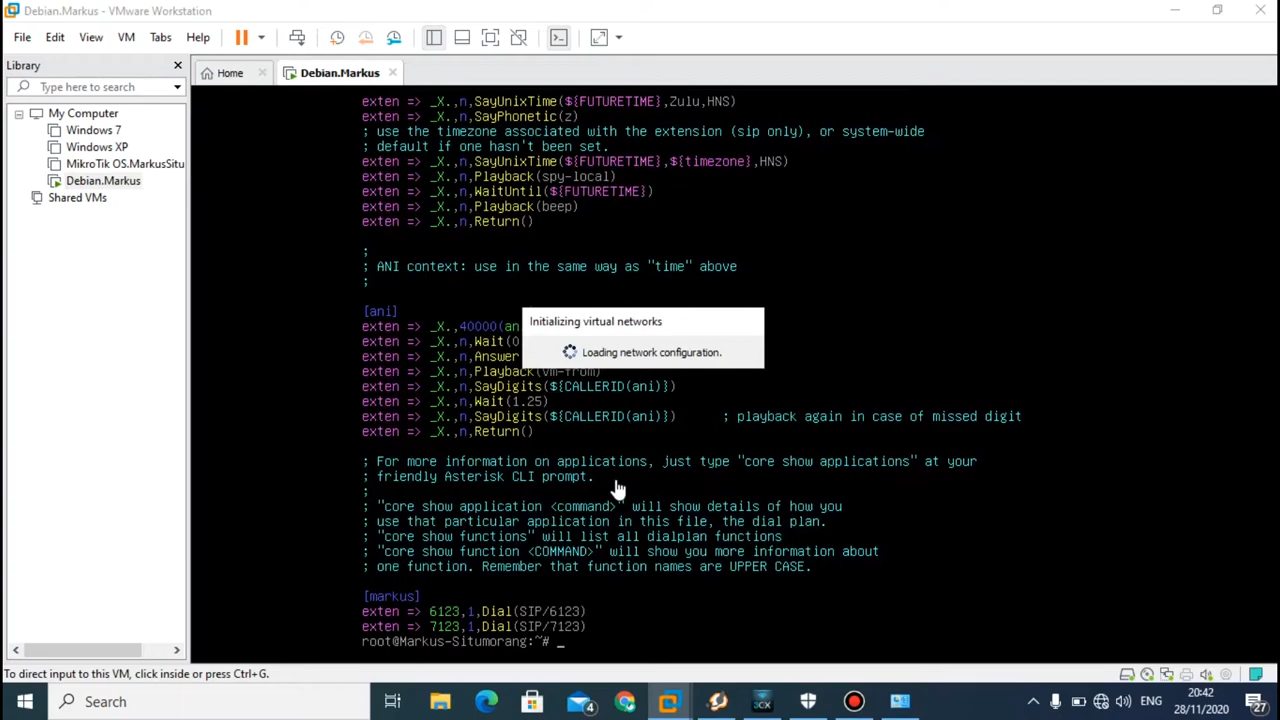 Debian.Markus - VMware Workstation
File Edit View VM Tabs Help
Library
Type here to search
My Computer
Windows 7
Windows XP
MikroTik OS.MarkusSitu
Debian.Markus
Shared VMs
Home
Debian.Markus
exten => _X.,n,SayUnixTime(${FUTURETIME},Zulu,HNS)
exten => _X.,n,SayPhonetic(z)
; use the timezone associated with the extension (sip only), or system-wide
; default if one hasn't been set.
exten => _X.,n,SayUnixTime(${FUTURETIME},${timezone},HNS)
exten => _X.,n,Playback(spy-local)
exten => _X.,n,WaitUntil(${FUTURETIME})
exten => _X.,n,Playback(beep)
exten => _X.,n,Return()
;
; ANI context: use in the same way as "time" above
;
[ani]
exten => _X.,40000(an
exten => _X.,n,Wait(0
exten => _X.,n,Answer
exten => _X.,n,Playback(vm-from)
exten => _X.,n,SayDigits(${CALLERID(ani)})
exten => _X.,n,Wait(1.25)
exten => _X.,n,SayDigits(${CALLERID(ani)}) ; playback again in case of missed digit
exten => _X.,n,Return()
Initializing virtual networks
Loading network configuration.
; For more information on applications, just type "core show applications" at your
; friendly Asterisk CLI prompt.
;
; "core show application <command>" will show details of how you
; use that particular application in this file, the dial plan.
; "core show functions" will list all dialplan functions
; "core show function <COMMAND>" will show you more information about
; one function. Remember that function names are UPPER CASE.
[markus]
exten => 6123,1,Dial(SIP/6123)
exten => 7123,1,Dial(SIP/7123)
root@Markus-Situmorang:~# _
To direct input to this VM, click inside or press Ctrl+G.
Search
4
3CX
ENG
20:42
28/11/2020
27